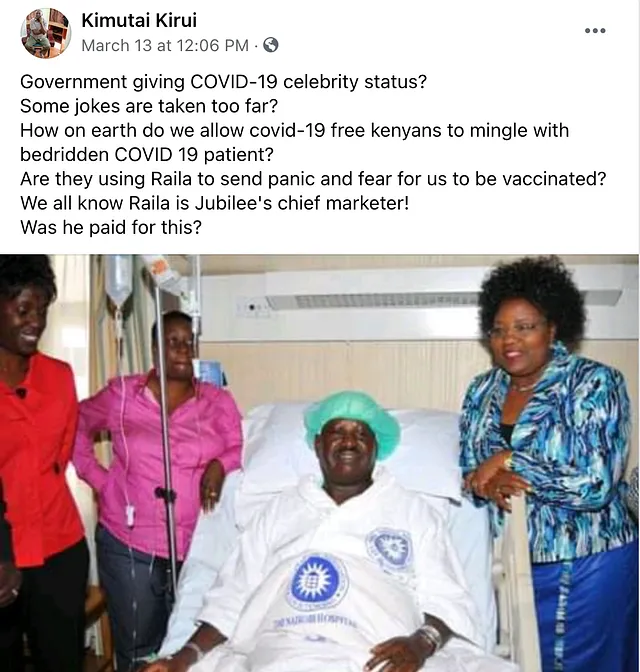 Kimutai Kirui
March 13 at 12:06 PM ·
Government giving COVID-19 celebrity status?
Some jokes are taken too far?
How on earth do we allow covid-19 free kenyans to mingle with
bedridden COVID 19 patient?
Are they using Raila to send panic and fear for us to be vaccinated?
We all know Raila is Jubilee's chief marketer!
Was he paid for this?
THE NAIROBI HOSPITAL